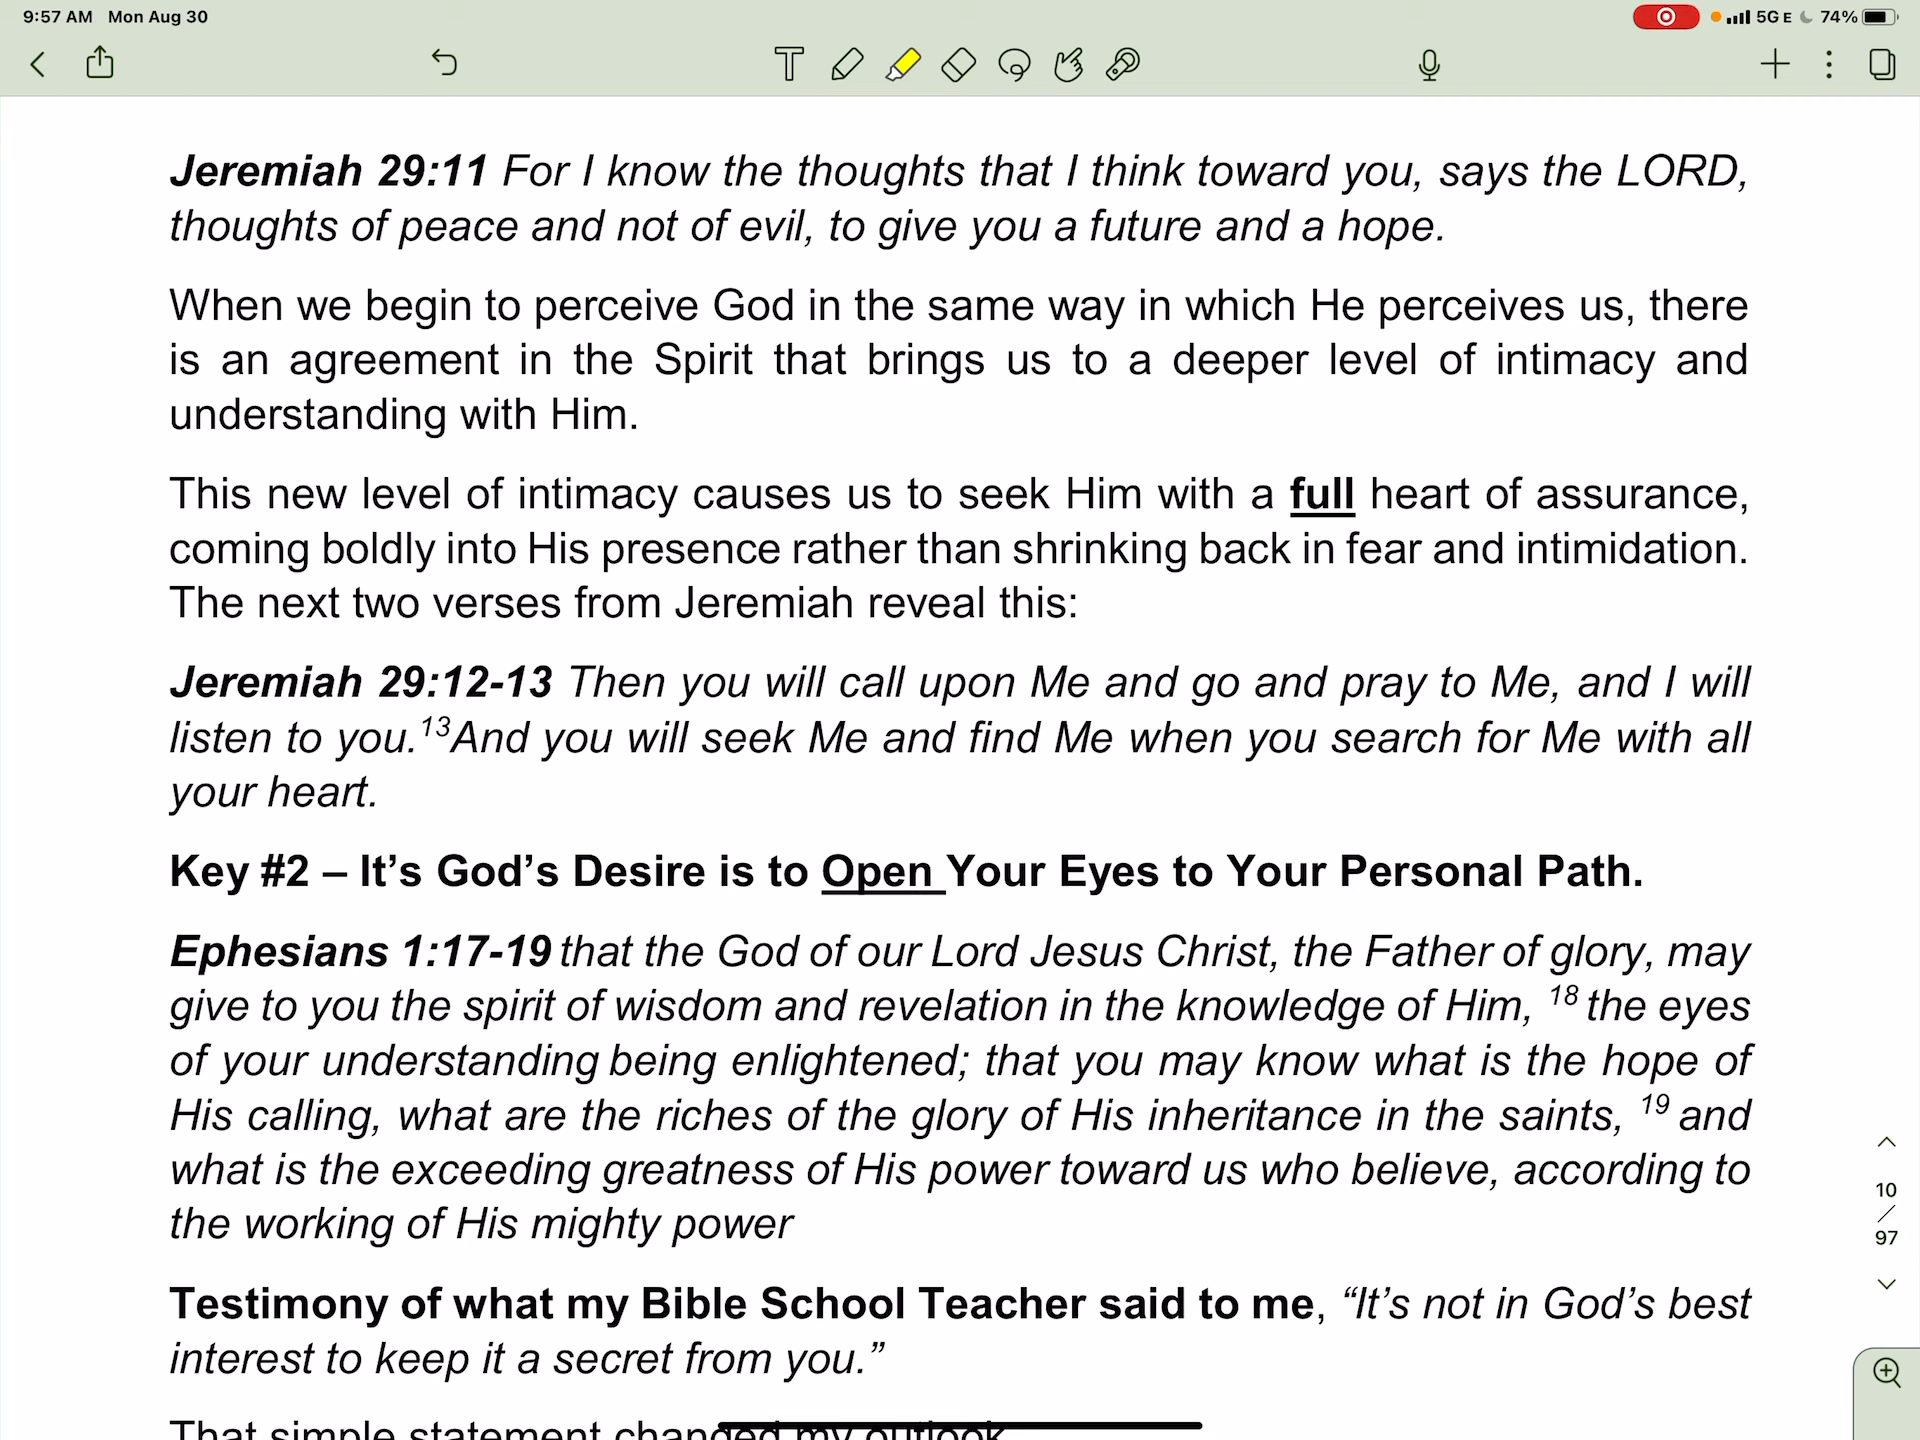 9:57 AM Mon Aug 30
5G E 74%
Jeremiah 29:11 For I know the thoughts that I think toward you, says the LORD,
thoughts of peace and not of evil, to give you a future and a hope.
When we begin to perceive God in the same way in which He perceives us, there
is an agreement in the Spirit that brings us to a deeper level of intimacy and
understanding with Him.
This new level of intimacy causes us to seek Him with a full heart of assurance,
coming boldly into His presence rather than shrinking back in fear and intimidation.
The next two verses from Jeremiah reveal this:
Jeremiah 29:12-13 Then you will call upon Me and go and pray to Me, and I will
listen to you.¹³And you will seek Me and find Me when you search for Me with all
your heart.
Key #2 – It’s God’s Desire is to Open Your Eyes to Your Personal Path.
Ephesians 1:17-19 that the God of our Lord Jesus Christ, the Father of glory, may
give to you the spirit of wisdom and revelation in the knowledge of Him, ¹⁸ the eyes
of your understanding being enlightened; that you may know what is the hope of
His calling, what are the riches of the glory of His inheritance in the saints, ¹⁹ and
what is the exceeding greatness of His power toward us who believe, according to
the working of His mighty power
10
/
97
Testimony of what my Bible School Teacher said to me, “It’s not in God’s best
interest to keep it a secret from you.”
That simple statement changed my outlook